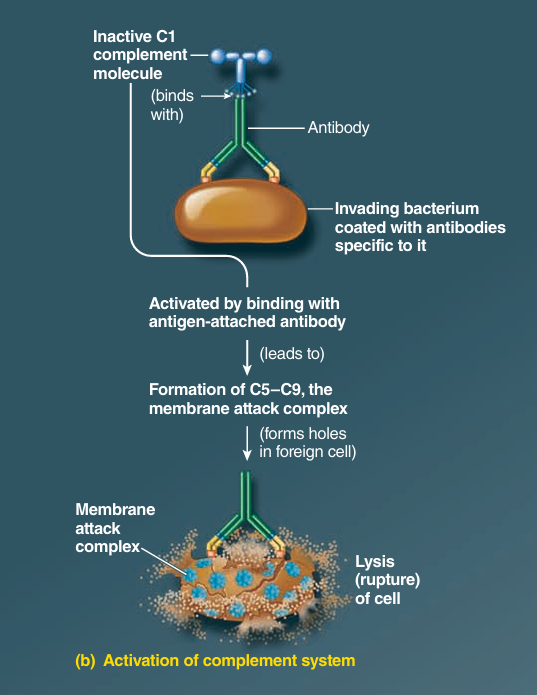 Inactive C1
complement
molecule
(binds
with)
Antibody
Invading bacterium
coated with antibodies
specific to it
Activated by binding with
antigen-attached antibody
(leads to)
Formation of C5–C9, the
membrane attack complex
(forms holes
in foreign cell)
Membrane
attack
complex
Lysis
(rupture)
of cell
(b) Activation of complement system